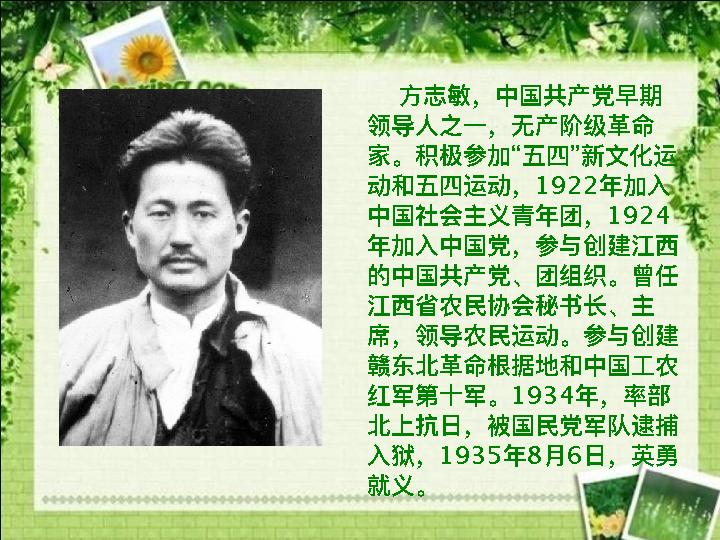 方志敏，中国共产党早期
领导人之一，无产阶级革命
家。积极参加“五四”新文化运
动和五四运动，1922年加入
中国社会主义青年团，1924
年加入中国党，参与创建江西
的中国共产党、团组织。曾任
江西省农民协会秘书长、主
席，领导农民运动。参与创建
赣东北革命根据地和中国工农
红军第十军。1934年，率部
北上抗日，被国民党军队逮捕
入狱，1935年8月6日，英勇
就义。